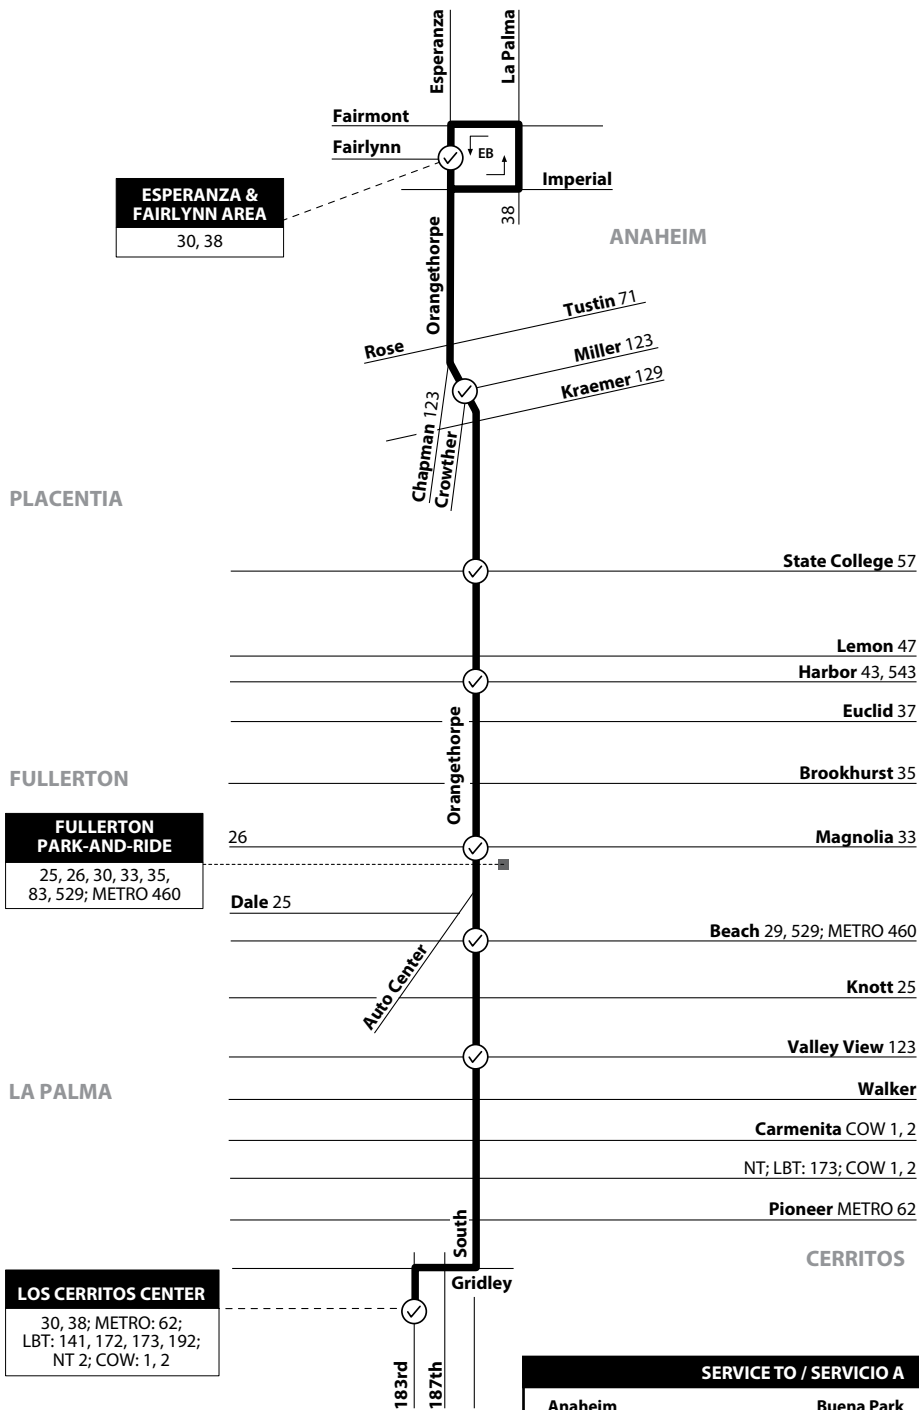 Esperanza
La Palma
Fairmont
Fairlynn
EB
Imperial
ESPERANZA &
FAIRLYNN AREA
30, 38
38
ANAHEIM
Orangethorpe
Tustin 71
Rose
Miller 123
Kraemer 129
Chapman 123
Crowther
PLACENTIA
State College 57
Lemon 47
Harbor 43, 543
Euclid 37
Orangethorpe
FULLERTON
Brookhurst 35
FULLERTON
PARK-AND-RIDE
25, 26, 30, 33, 35,
83, 529; METRO 460
26
Magnolia 33
Dale 25
Beach 29, 529; METRO 460
Auto Center
Knott 25
Valley View 123
LA PALMA
Walker
Carmenita COW 1, 2
NT; LBT: 173; COW 1, 2
Pioneer METRO 62
South
CERRITOS
Gridley
LOS CERRITOS CENTER
30, 38; METRO: 62;
LBT: 141, 172, 173, 192;
NT 2; COW: 1, 2
183rd
187th
SERVICE TO / SERVICIO A
Anaheim
Buena Park